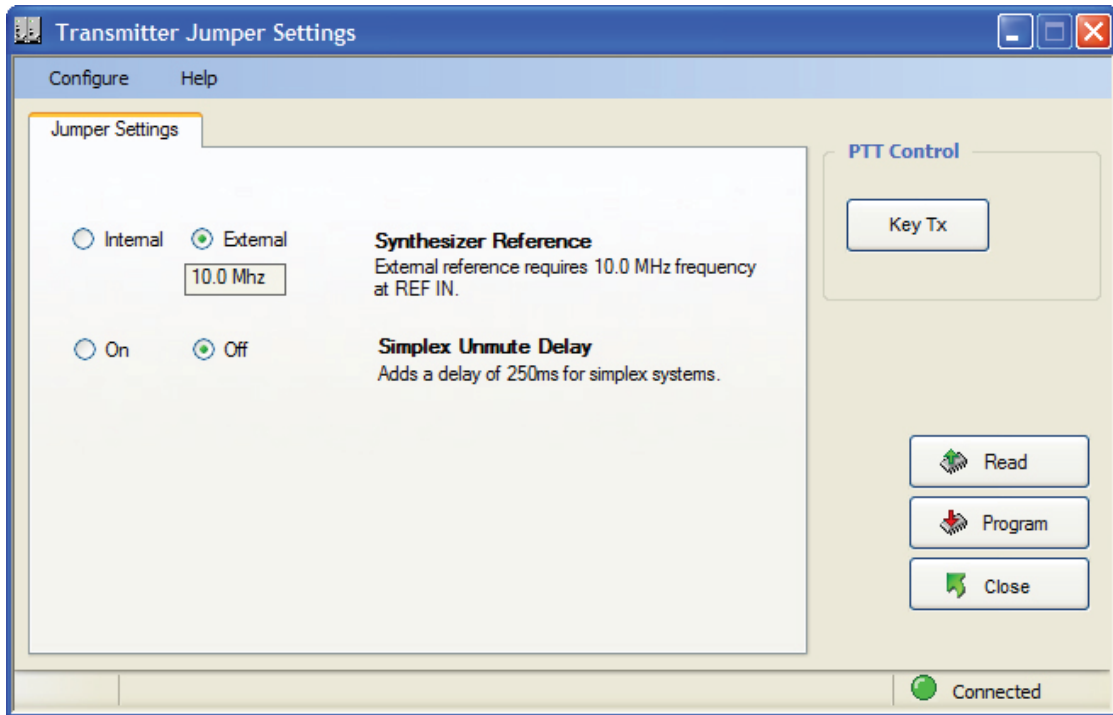 Transmitter Jumper Settings
Configure Help
Jumper Settings
Internal External
10.0 Mhz
Synthesizer Reference
External reference requires 10.0 MHz frequency
at REF IN.
On Off
Simplex Unmute Delay
Adds a delay of 250ms for simplex systems.
PTT Control
Key Tx
Read
Program
Close
Connected